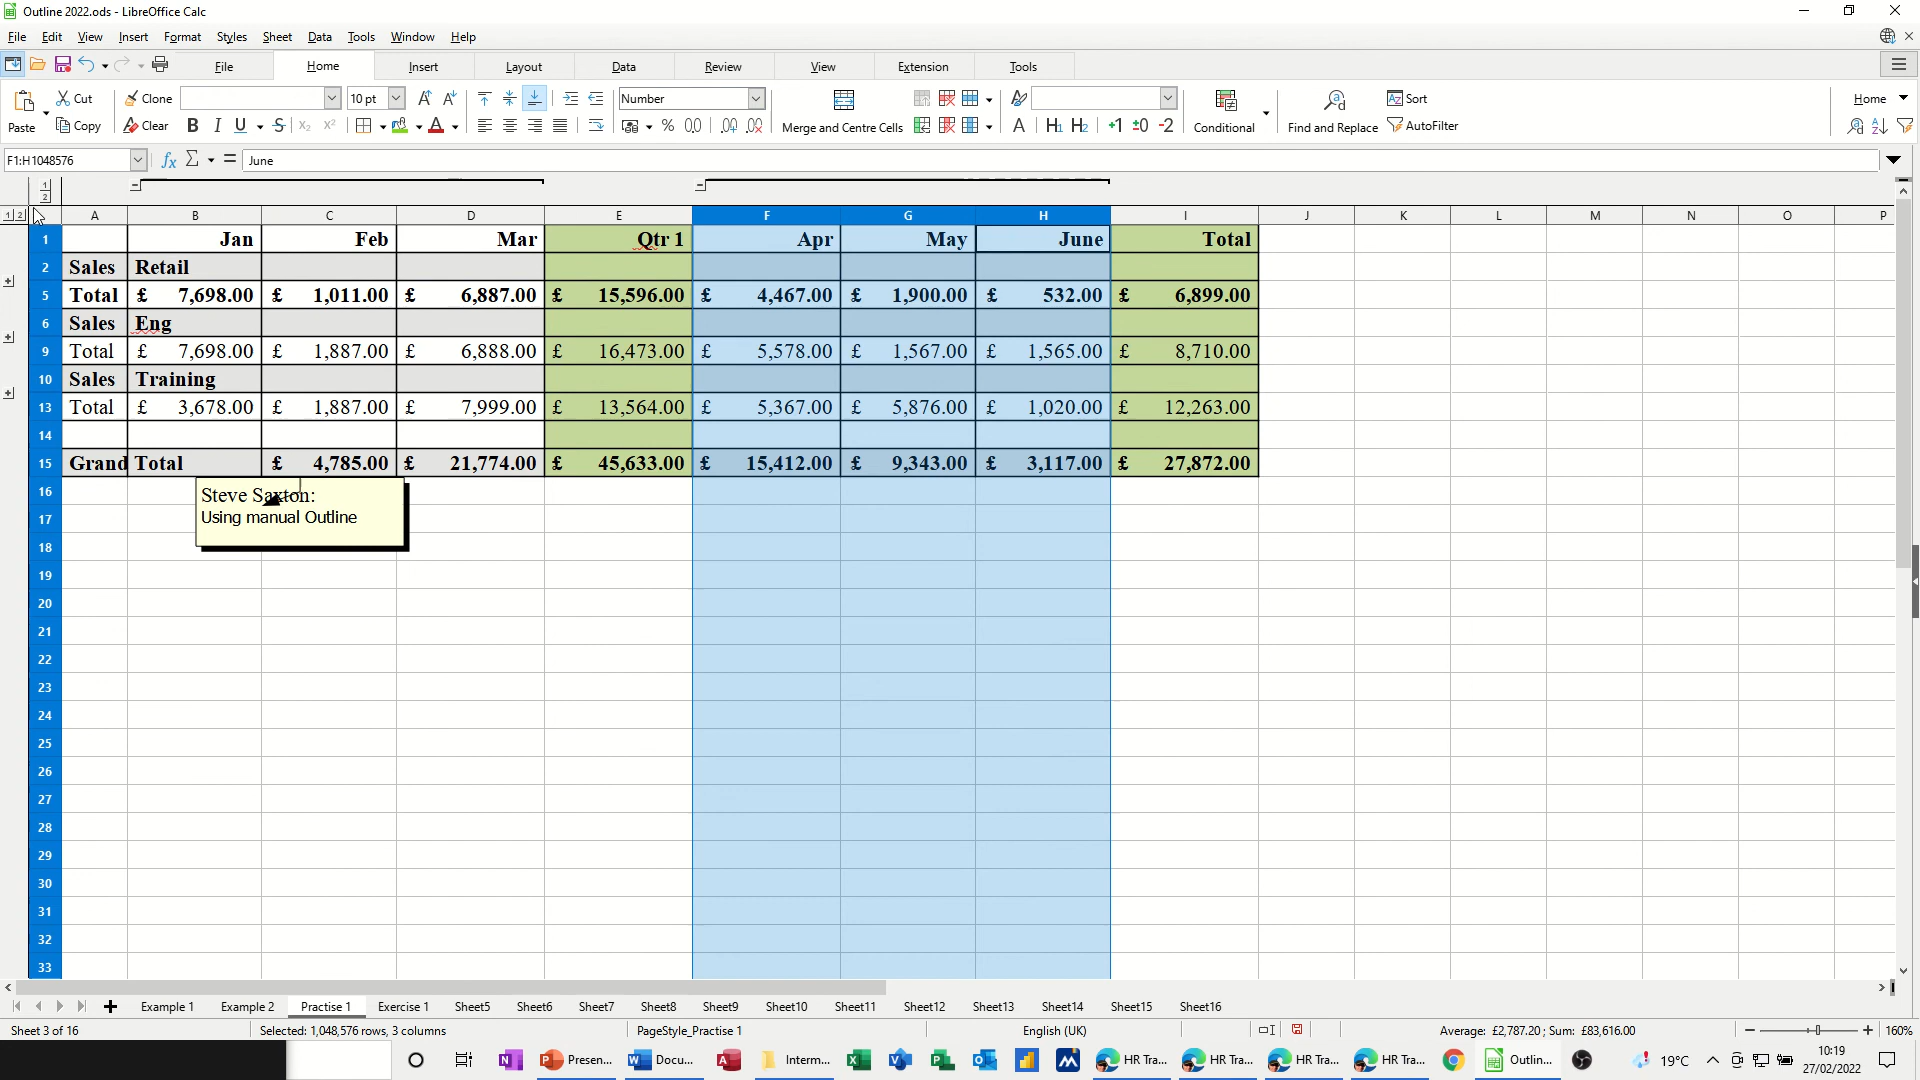 Outline 2022.ods - LibreOffice Calc
File Edit View Insert Format Styles Sheet Data Tools Window Help
File Home Insert Layout Data Review View Extension Tools
Cut Clone 10 pt Number Sort Home
Paste Copy Clear Merge and Centre Cells Conditional Find and Replace AutoFilter
F1:H1048576 June
1
2
1 2 A B C D E F G H I J K L M N O P
1 Jan Feb Mar Qtr 1 Apr May June Total
2 Sales Retail
5 Total £ 7,698.00 £ 1,011.00 £ 6,887.00 £ 15,596.00 £ 4,467.00 £ 1,900.00 £ 532.00 £ 6,899.00
6 Sales Eng
9 Total £ 7,698.00 £ 1,887.00 £ 6,888.00 £ 16,473.00 £ 5,578.00 £ 1,567.00 £ 1,565.00 £ 8,710.00
10 Sales Training
13 Total £ 3,678.00 £ 1,887.00 £ 7,999.00 £ 13,564.00 £ 5,367.00 £ 5,876.00 £ 1,020.00 £ 12,263.00
14
15 Grand Total £ 4,785.00 £ 21,774.00 £ 45,633.00 £ 15,412.00 £ 9,343.00 £ 3,117.00 £ 27,872.00
16
Steve Saxton:
17
Using manual Outline
18
19
20
21
22
23
24
25
26
27
28
29
30
31
32
33
Example 1 Example 2 Practise 1 Exercise 1 Sheet5 Sheet6 Sheet7 Sheet8 Sheet9 Sheet10 Sheet11 Sheet12 Sheet13 Sheet14 Sheet15 Sheet16
Sheet 3 of 16 Selected: 1,048,576 rows, 3 columns PageStyle_Practise 1 English (UK) Average: £2,787.20 ; Sum: £83,616.00 160%
Presen... Docu... Interm... HR Tra... HR Tra... HR Tra... HR Tra... Outlin... 19°C 10:19
27/02/2022